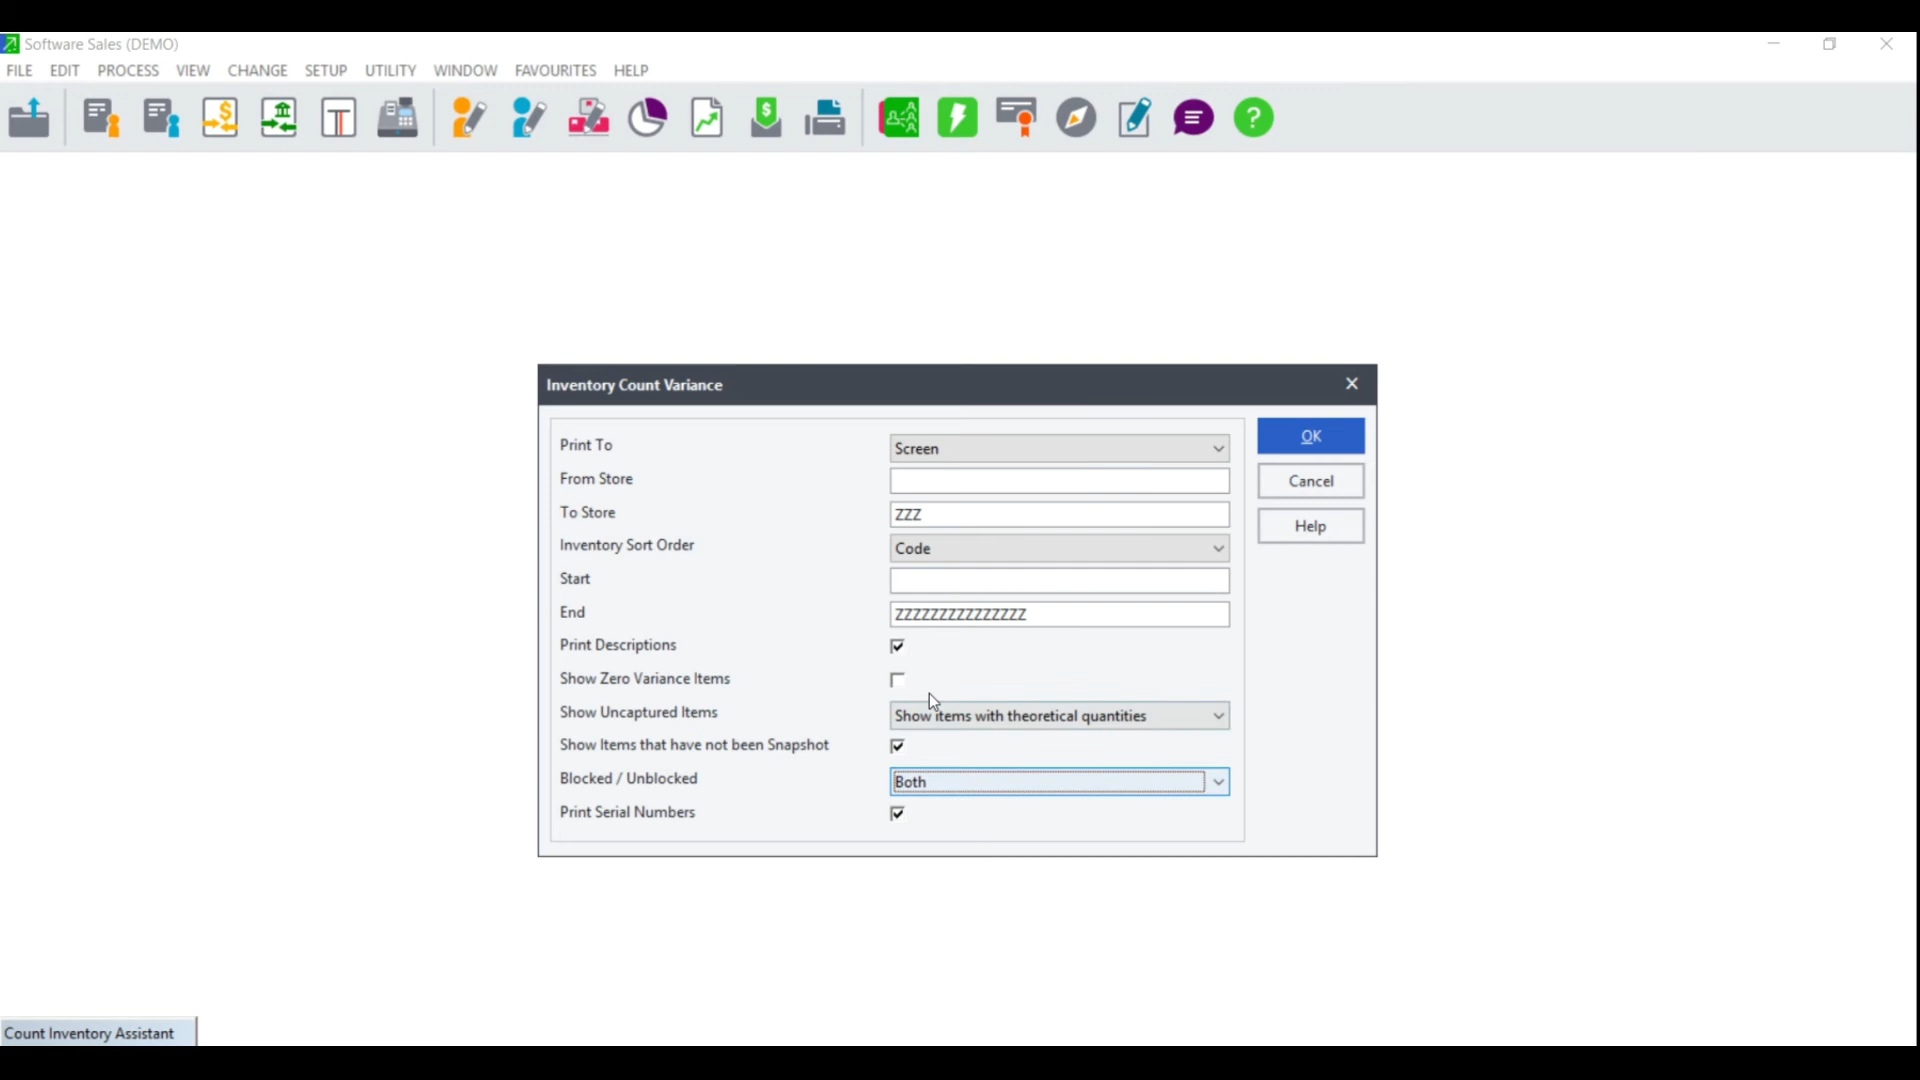 Software Sales (DEMO)
FILE EDIT PROCESS VIEW CHANGE SETUP UTILITY WINDOW FAVOURITES HELP
Inventory Count Variance
Print To Screen
OK
From Store
Cancel
To Store ZZZ
Help
Inventory Sort Order Code
Start
End ZZZZZZZZZZZZZZZ
Print Descriptions
Show Zero Variance Items
Show Uncaptured Items Show items with theoretical quantities
Show Items that have not been Snapshot
Blocked / Unblocked Both
Print Serial Numbers
Count Inventory Assistant